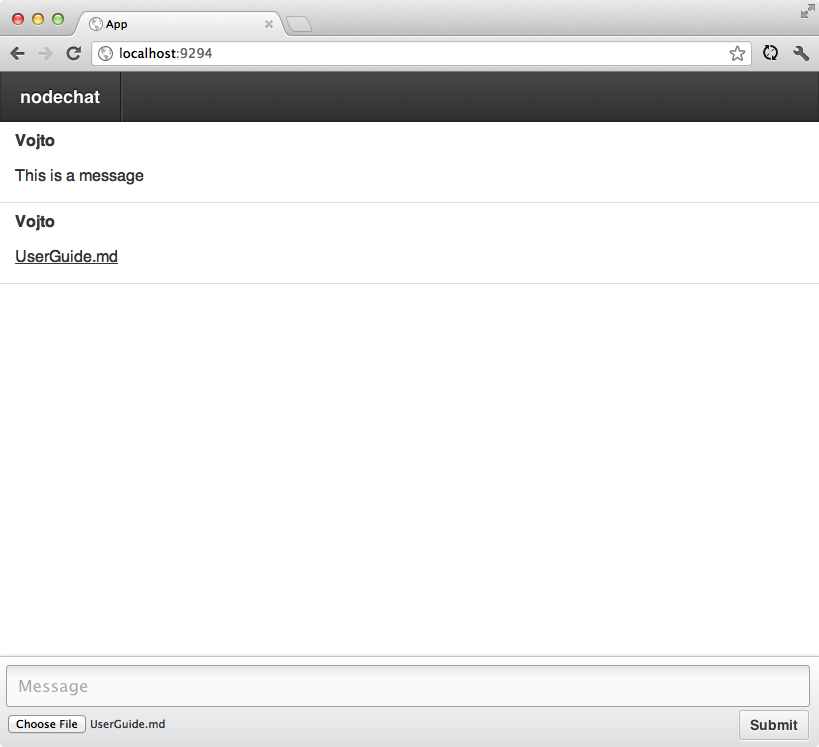 App
localhost:9294
nodechat
Vojto
This is a message
Vojto
UserGuide.md
Message
Choose File UserGuide.md
Submit